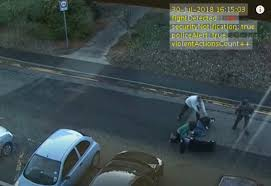 30-Jul-2018 16:15:03
fightDetected
securityNotification: true
policeAlert: true
violentActionsCount++